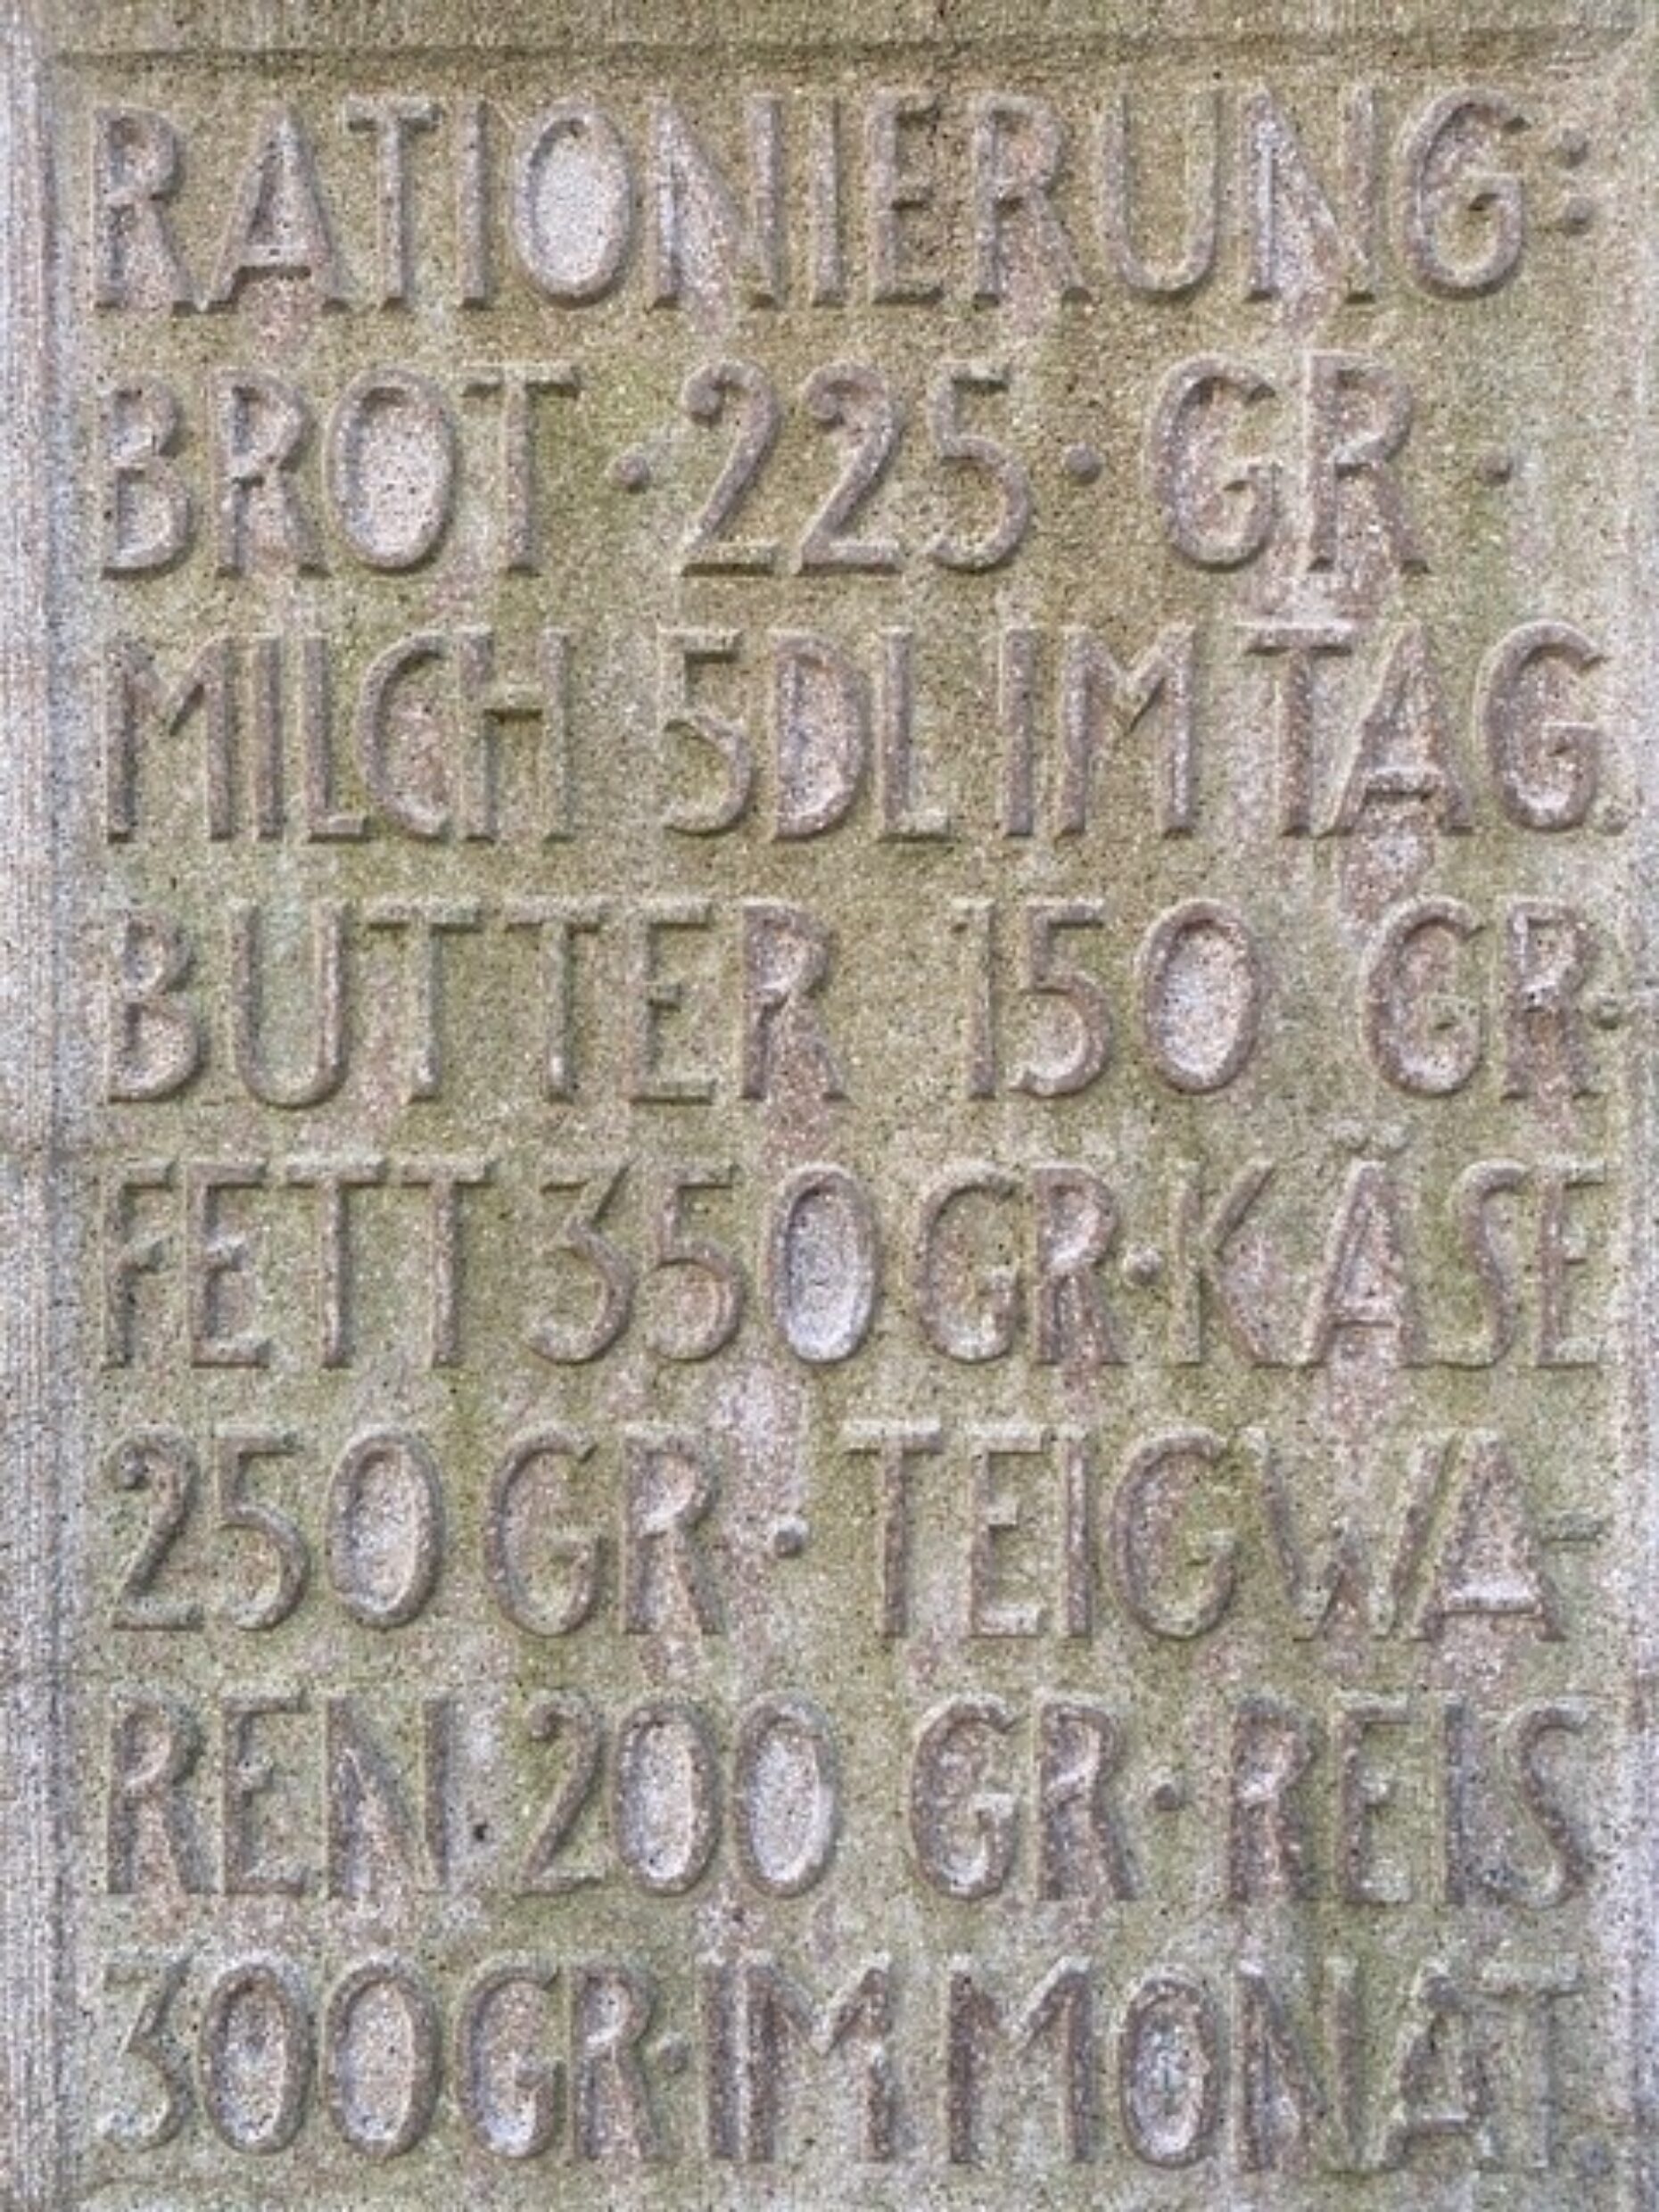 RATIONIERUNG:
BROT · 225 · GR ·
MILCH 5DL IM TAG.
BUTTER 150 GR·
FETT 350 GR·KÄSE
250 GR· TEIGWA-
REN 200 GR·REIS
300 GR·IM MONAT.